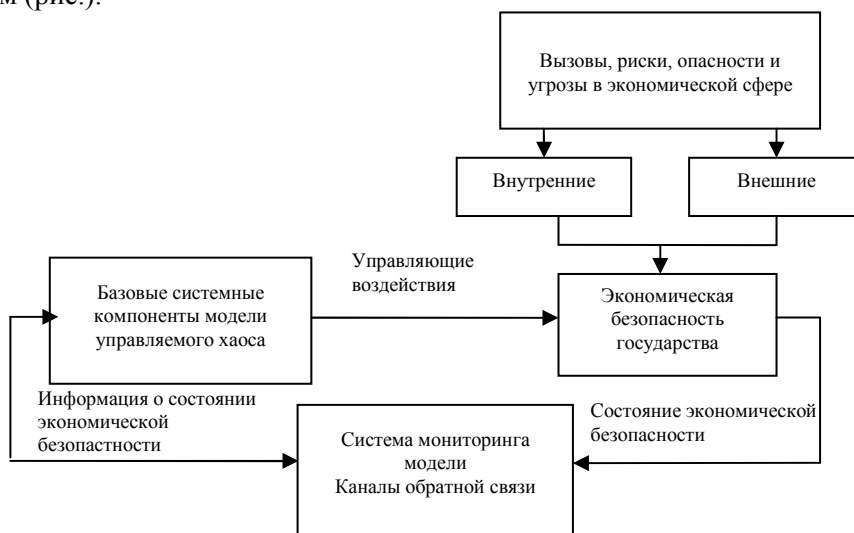 м (рис.).
Вызовы, риски, опасности и
угрозы в экономической сфере
Внутренние
Внешние
Управляющие
воздействия
Базовые системные
компоненты модели
управляемого хаоса
Экономическая
безопасность
государства
Информация о состоянии
экономической
безопастности
Состояние экономической
безопасности
Система мониторинга
модели
Каналы обратной связи